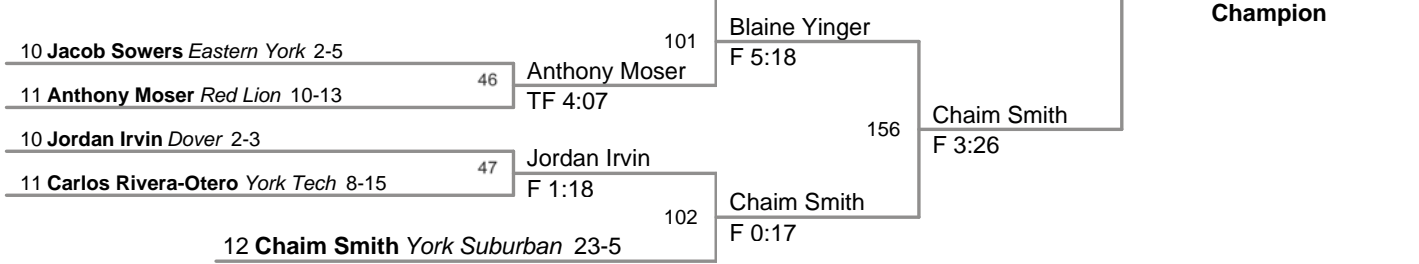 Champion
Blaine Yinger
101
F 5:18
10 Jacob Sowers Eastern York 2-5
46
Anthony Moser
TF 4:07
11 Anthony Moser Red Lion 10-13
Chaim Smith
156
F 3:26
10 Jordan Irvin Dover 2-3
47
Jordan Irvin
F 1:18
11 Carlos Rivera-Otero York Tech 8-15
Chaim Smith
102
F 0:17
12 Chaim Smith York Suburban 23-5